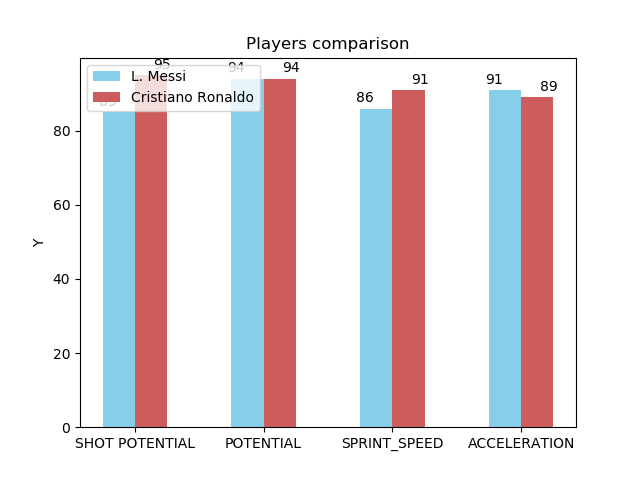 Players comparison
L. Messi
Cristiano Ronaldo
95
94
94
86
91
91
89
80
60
40
20
0
Y
SHOT POTENTIAL
POTENTIAL
SPRINT_SPEED
ACCELERATION